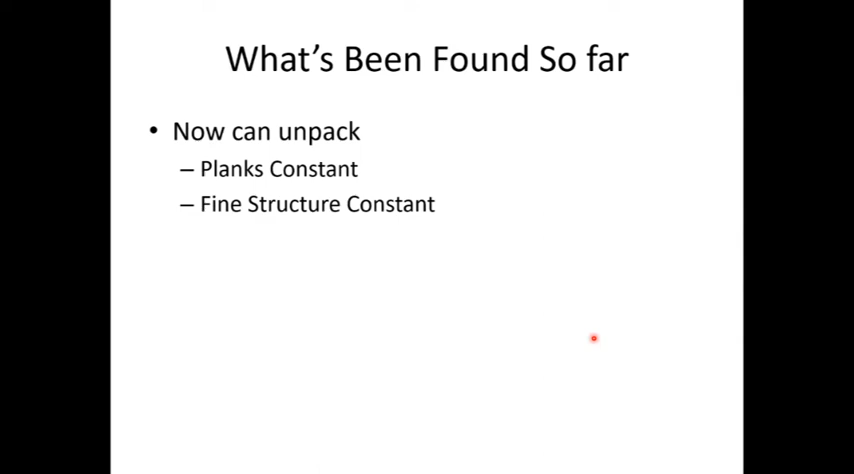 What’s Been Found So far
• Now can unpack
– Planks Constant
– Fine Structure Constant